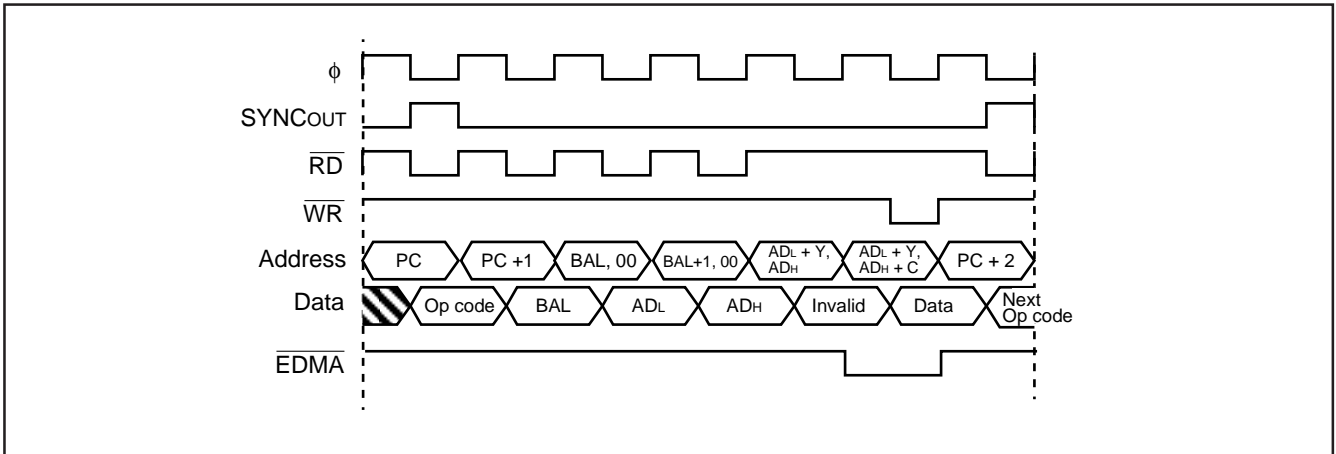 ϕ
SYNCOUT
RD
WR
Address PC PC +1 BAL, 00 BAL+1, 00 ADL + Y, ADH ADL + Y, ADH + C PC + 2
Data Op code BAL ADL ADH Invalid Data Next Op code
EDMA